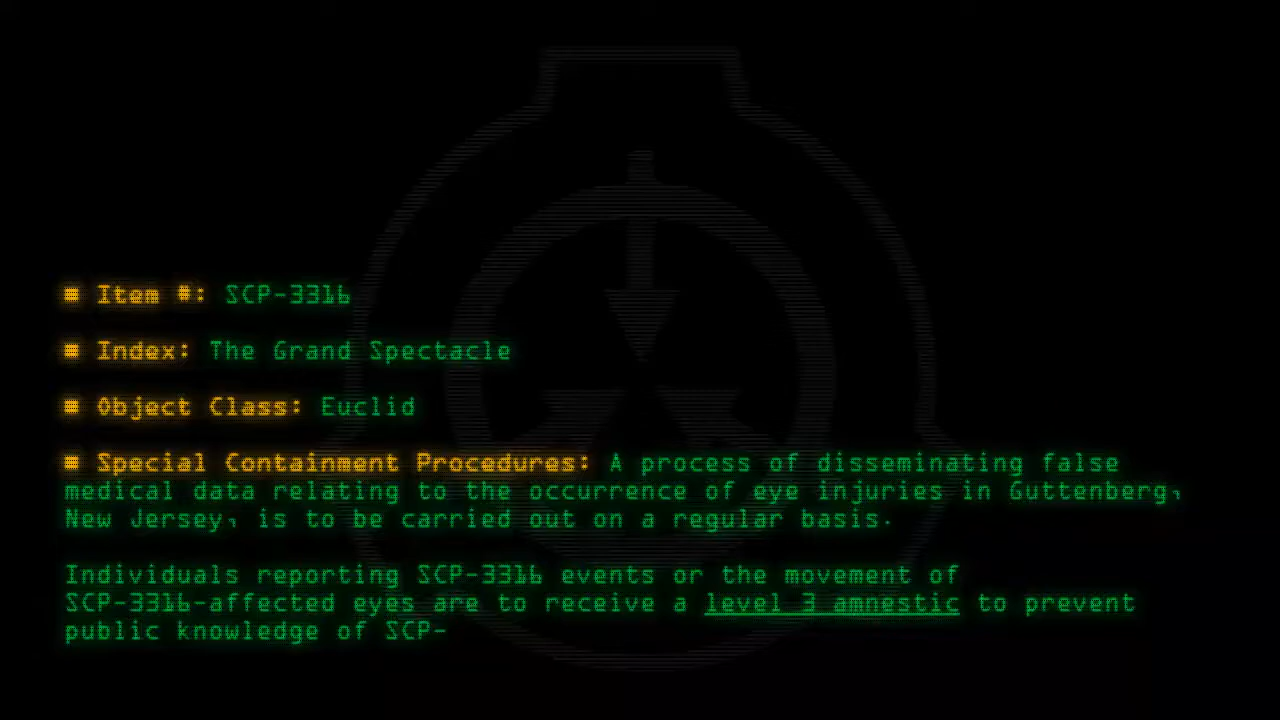 ■ Item #: SCP-3316
■ Index: The Grand Spectacle
■ Object Class: Euclid
■ Special Containment Procedures: A process of disseminating false
medical data relating to the occurrence of eye injuries in Guttenberg,
New Jersey, is to be carried out on a regular basis.
Individuals reporting SCP-3316 events or the movement of
SCP-3316-affected eyes are to receive a level 3 amnestic to prevent
public knowledge of SCP-